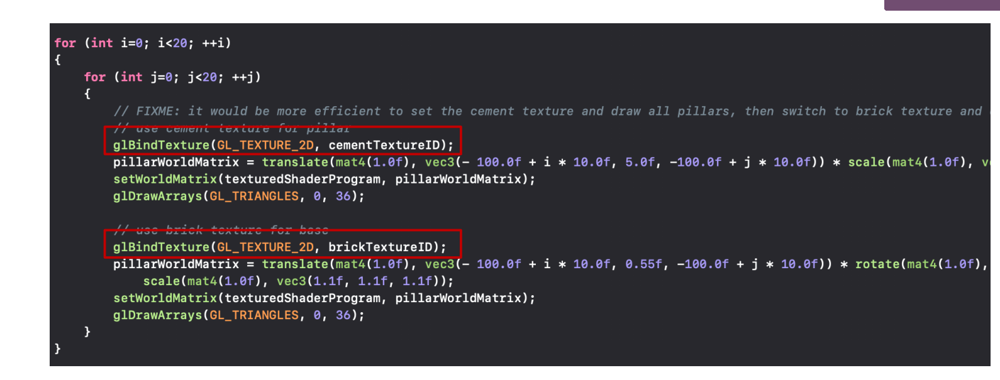 for (int i=0; i<20; ++i)
{
for (int j=0; j<20; ++j)
{
// FIXME: it would be more efficient to set the cement texture and draw all pillars, then switch to brick texture and
// use cement texture for pillar
glBindTexture(GL_TEXTURE_2D, cementTextureID);
pillarWorldMatrix = translate(mat4(1.0f), vec3(- 100.0f + i * 10.0f, 5.0f, -100.0f + j * 10.0f)) * scale(mat4(1.0f),
setWorldMatrix(texturedShaderProgram, pillarWorldMatrix);
glDrawArrays(GL_TRIANGLES, 0, 36);
// use brick texture for base
glBindTexture(GL_TEXTURE_2D, brickTextureID);
pillarWorldMatrix = translate(mat4(1.0f), vec3(- 100.0f + i * 10.0f, 0.55f, -100.0f + j * 10.0f)) * rotate(mat4(1.0f),
scale(mat4(1.0f), vec3(1.1f, 1.1f, 1.1f));
setWorldMatrix(texturedShaderProgram, pillarWorldMatrix);
glDrawArrays(GL_TRIANGLES, 0, 36);
}
}